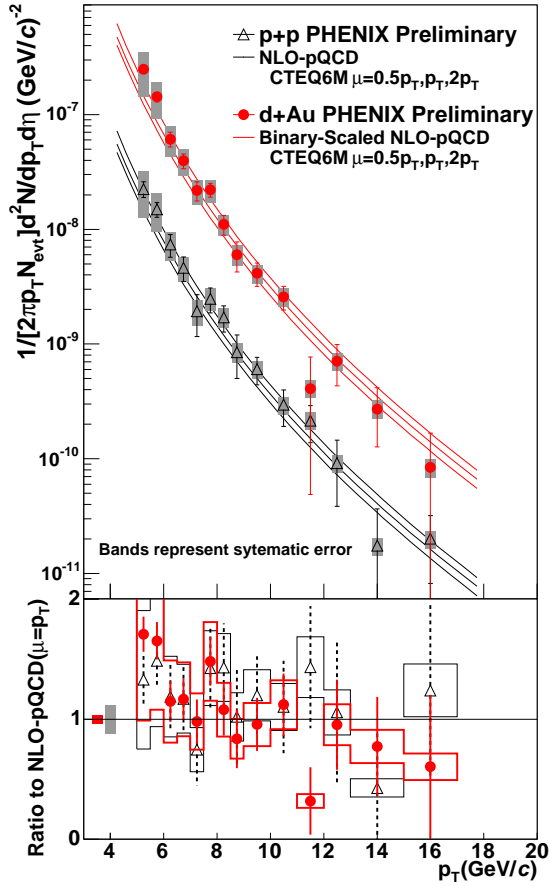 1/[2πp_T N_evt]d²N/dp_T dη (GeV/c)⁻²
10⁻⁷
10⁻⁸
10⁻⁹
10⁻¹⁰
10⁻¹¹
p+p PHENIX Preliminary
NLO-pQCD
CTEQ6M μ=0.5p_T,p_T,2p_T
d+Au PHENIX Preliminary
Binary-Scaled NLO-pQCD
CTEQ6M μ=0.5p_T,p_T,2p_T
Bands represent sytematic error
Ratio to NLO-pQCD(μ=p_T)
2
1
0
4 6 8 10 12 14 16 18 20
p_T(GeV/c)